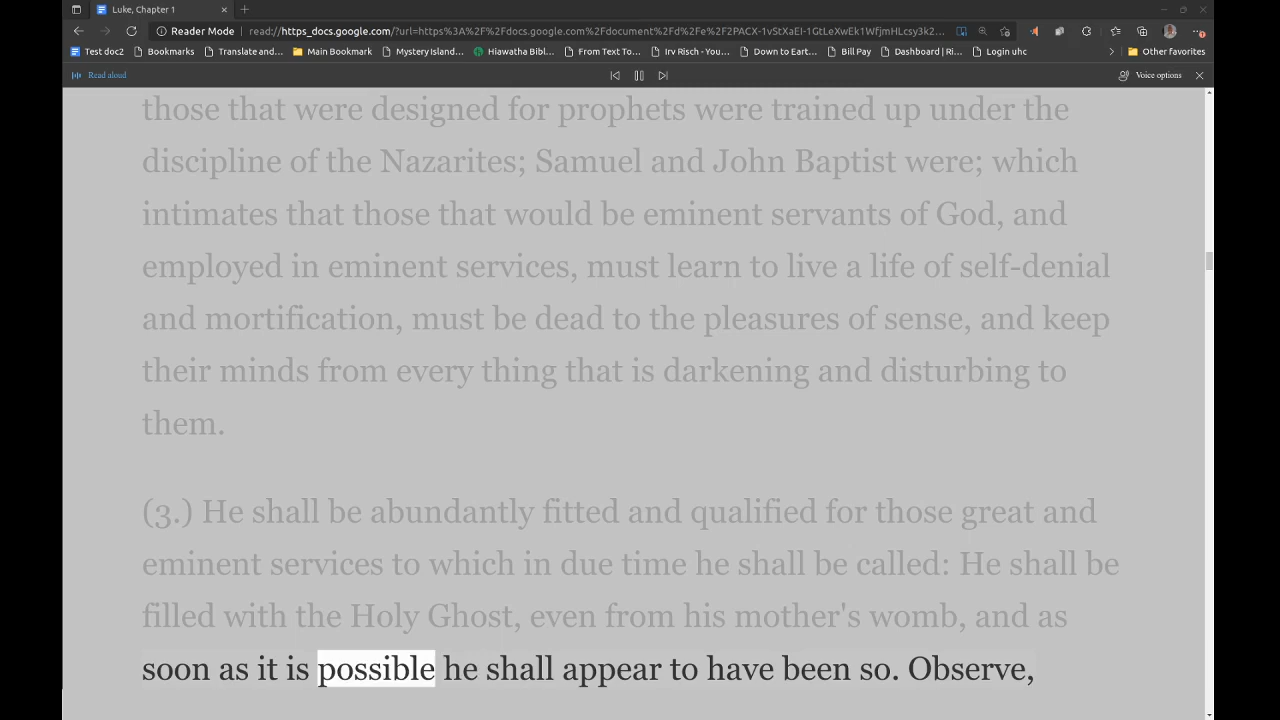 Luke, Chapter 1
Reader Mode read://https_docs.google.com/?url=https%3A%2F%2Fdocs.google.com%2Fdocument%2Fd%2Fe%2F2PACX-1vStXaEI-1GtLeXwEk1WfjmHLcsy3k2...
Test doc2 Bookmarks Translate and... Main Bookmark Mystery Island... Hiawatha Bibl... From Text To... Irv Risch - You... Down to Eart... Bill Pay Dashboard | Ri... Login uhc Other favorites
Read aloud Voice options
those that were designed for prophets were trained up under the
discipline of the Nazarites; Samuel and John Baptist were; which
intimates that those that would be eminent servants of God, and
employed in eminent services, must learn to live a life of self-denial
and mortification, must be dead to the pleasures of sense, and keep
their minds from every thing that is darkening and disturbing to
them.
(3.) He shall be abundantly fitted and qualified for those great and
eminent services to which in due time he shall be called: He shall be
filled with the Holy Ghost, even from his mother's womb, and as
soon as it is possible he shall appear to have been so. Observe,